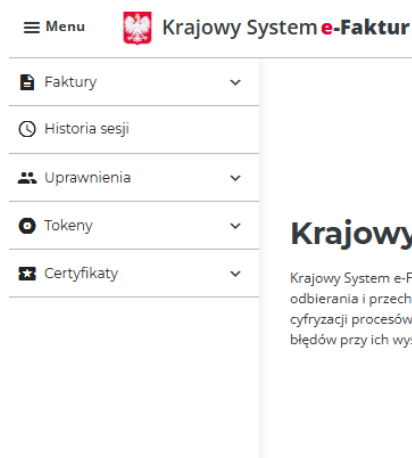 Menu
Krajowy System e-Faktur
Faktury
Historia sesji
Uprawnienia
Tokeny
Certyfikaty
Krajowy
Krajowy System e-F
odbierania i przech
cyfryzacji procesów
błędów przy ich wys